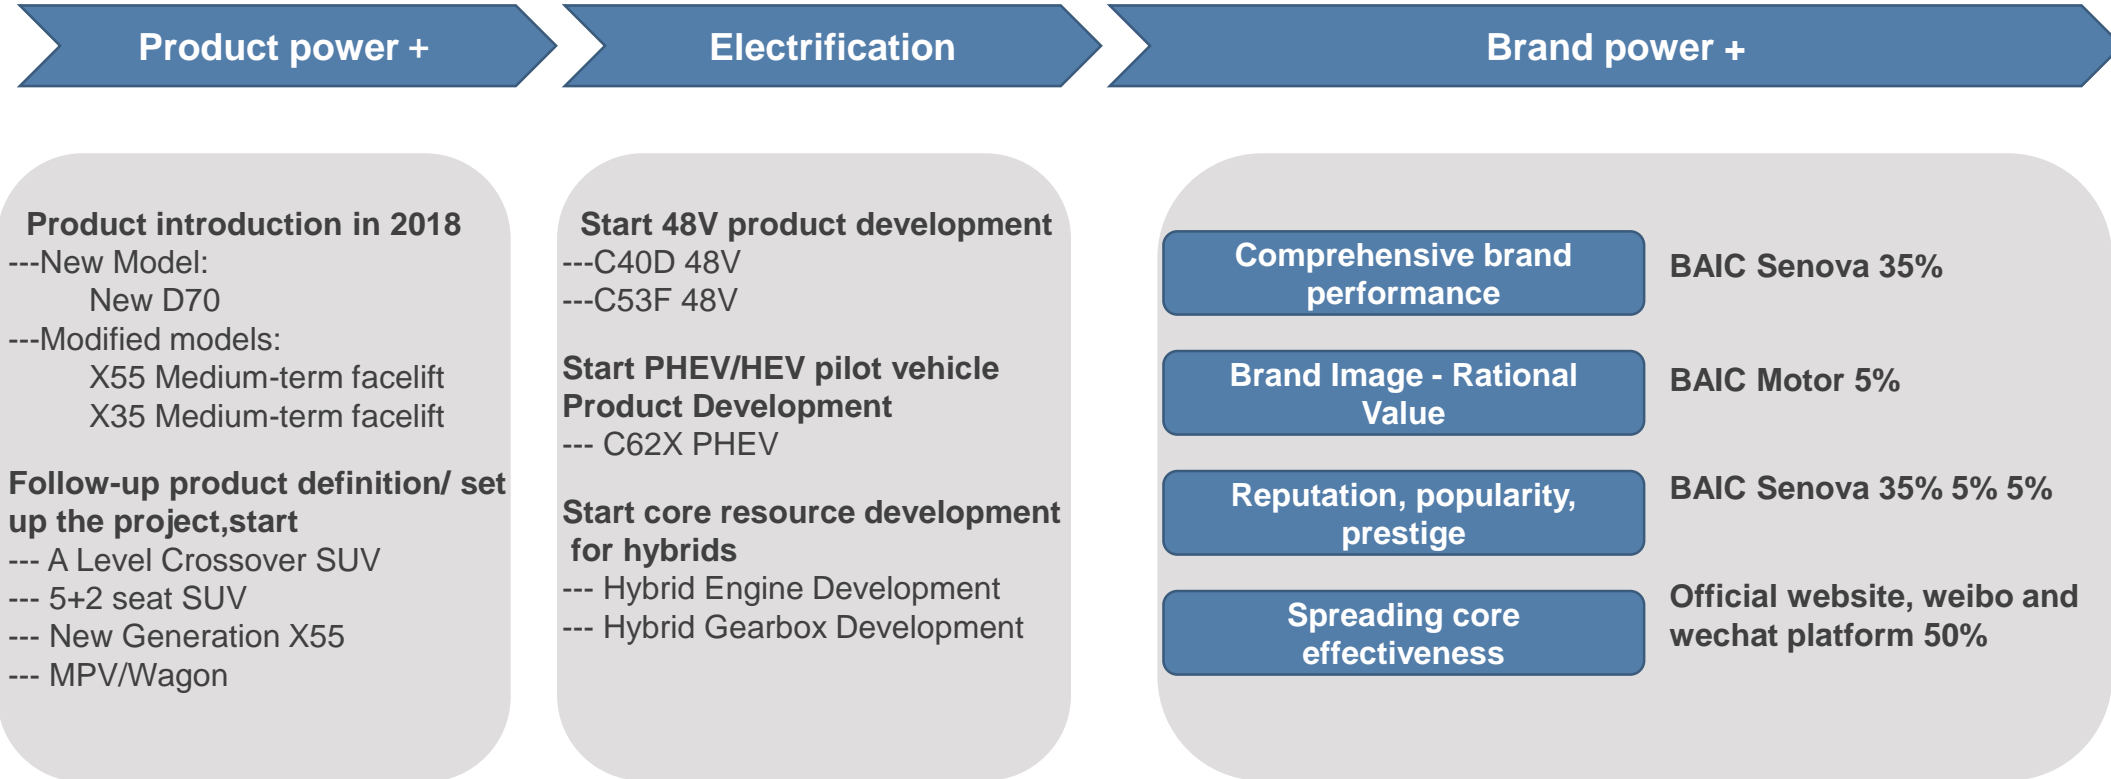 Product power +
Electrification
Brand power +
Product introduction in 2018
---New Model:
New D70
---Modified models:
X55 Medium-term facelift
X35 Medium-term facelift
Follow-up product definition/ set
up the project,start
--- A Level Crossover SUV
--- 5+2 seat SUV
--- New Generation X55
--- MPV/Wagon
Start 48V product development
---C40D 48V
---C53F 48V
Start PHEV/HEV pilot vehicle
Product Development
--- C62X PHEV
Start core resource development
for hybrids
--- Hybrid Engine Development
--- Hybrid Gearbox Development
Comprehensive brand
performance
BAIC Senova 35%
Brand Image - Rational
Value
BAIC Motor 5%
Reputation, popularity,
prestige
BAIC Senova 35% 5% 5%
Spreading core
effectiveness
Official website, weibo and
wechat platform 50%